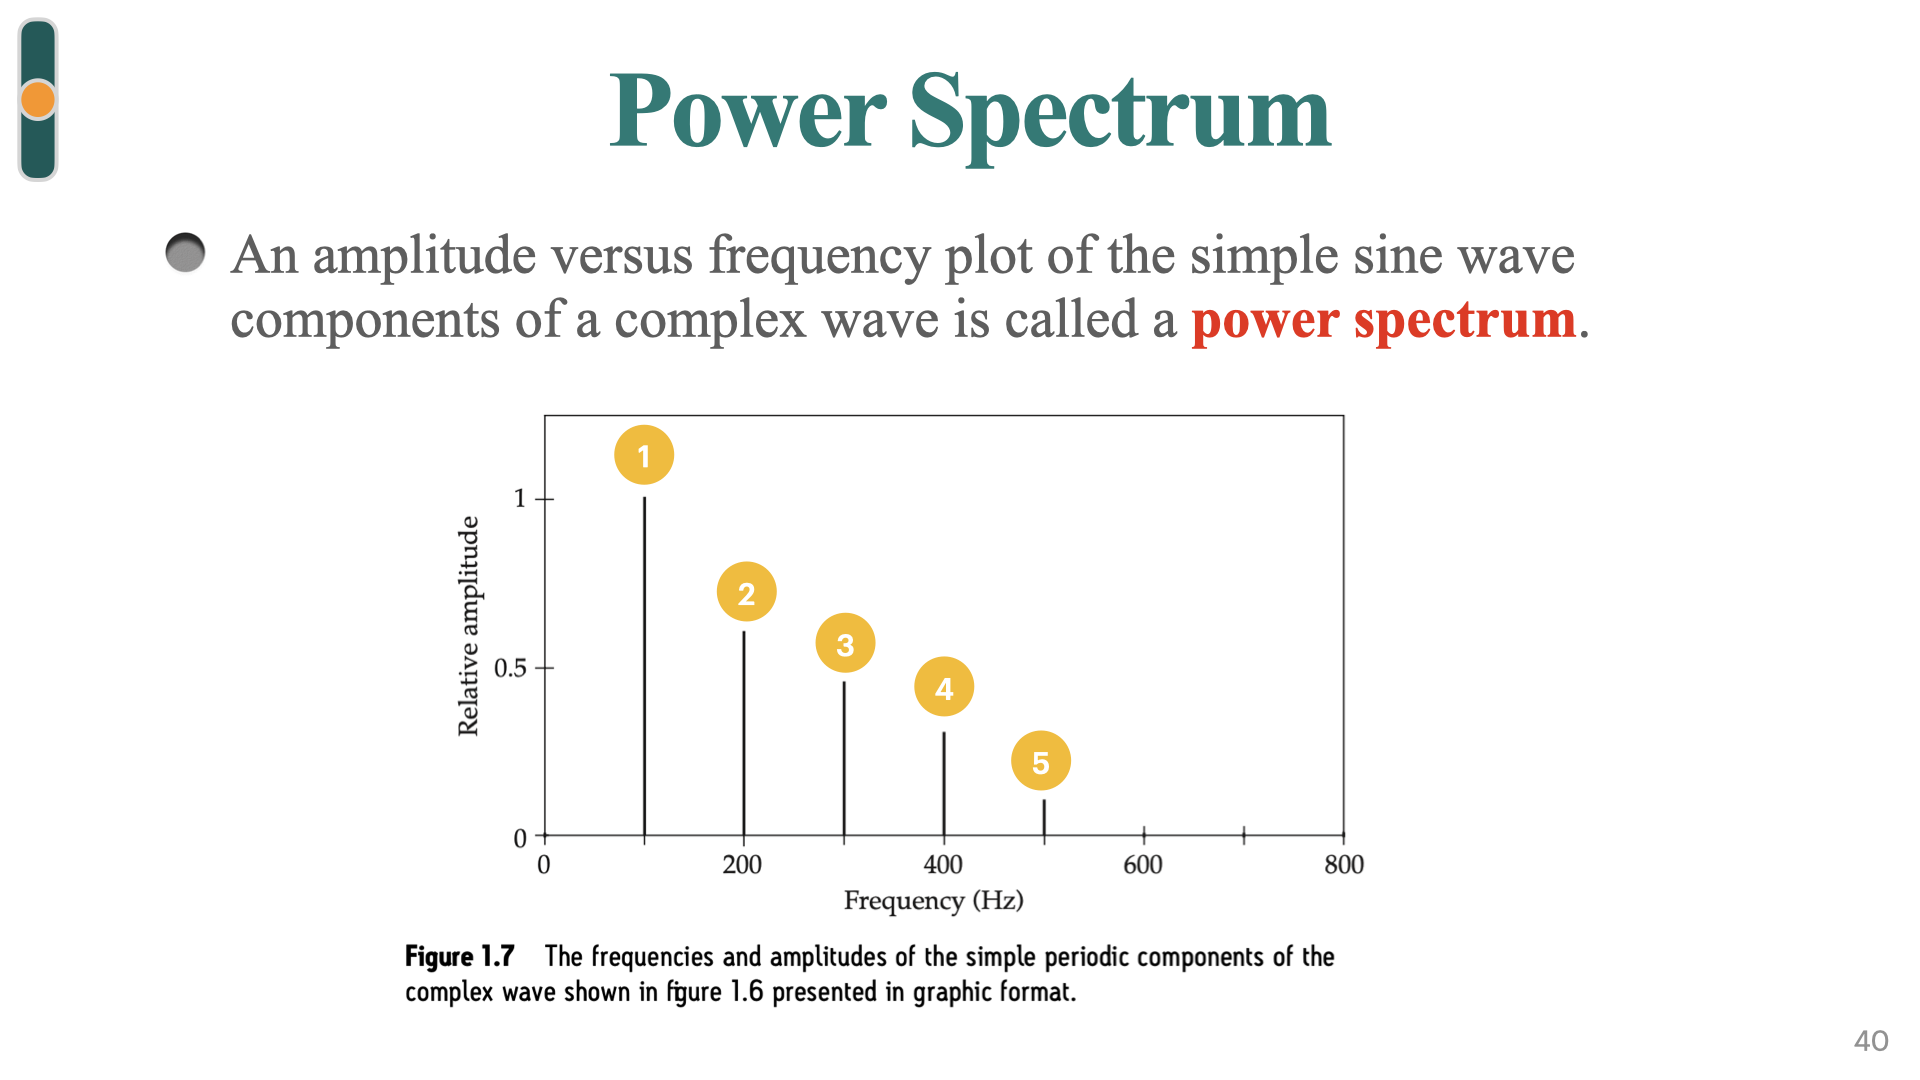 Power Spectrum
An amplitude versus frequency plot of the simple sine wave
components of a complex wave is called a power spectrum.
1
2
3
4
5
Relative amplitude
1
0.5
0
0 200 400 600 800
Frequency (Hz)
Figure 1.7 The frequencies and amplitudes of the simple periodic components of the
complex wave shown in figure 1.6 presented in graphic format.
40